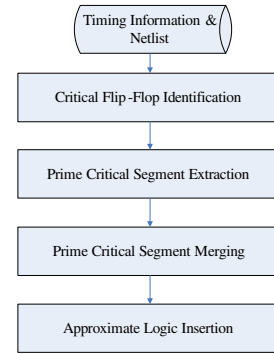 Timing Information &
Netlist
Critical Flip-Flop Identification
Prime Critical Segment Extraction
Prime Critical Segment Merging
Approximate Logic Insertion